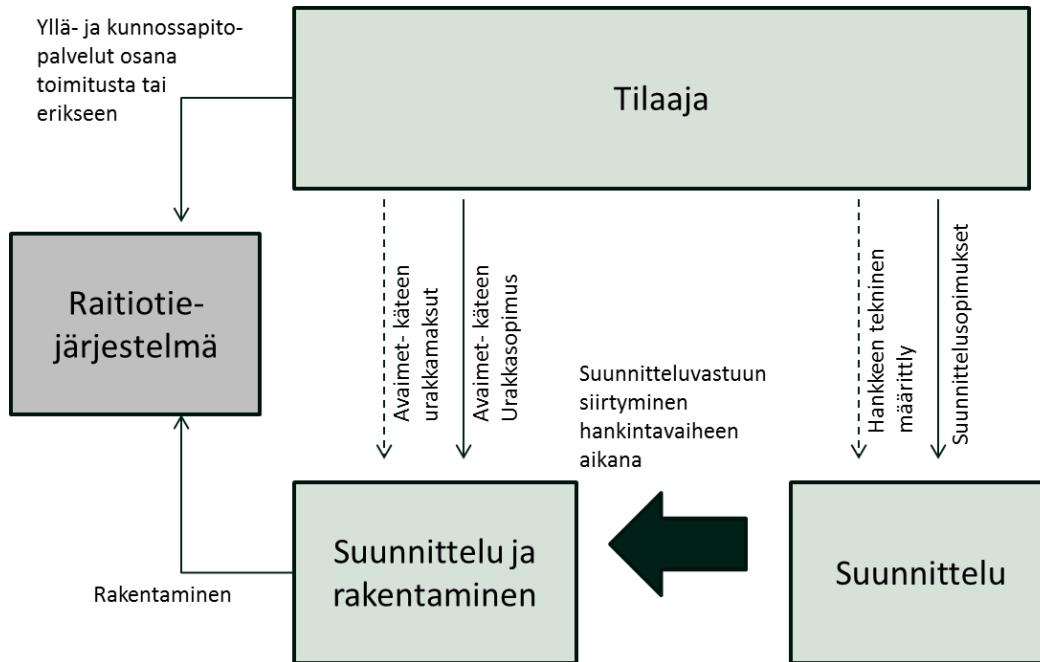 Yllä- ja kunnossapito-
palvelut osana
toimitusta tai
erikseen
Tilaaja
Raitiotie-
järjestelmä
Avaimet- käteen
urakkamaksut
Avaimet- käteen
Urakkasopimus
Hankkeen tekninen
määrittly
Suunnittelusopimukset
Suunnitteluvastuun
siirtyminen
hankintavaiheen
aikana
Suunnittelu ja
rakentaminen
Suunnittelu
Rakentaminen